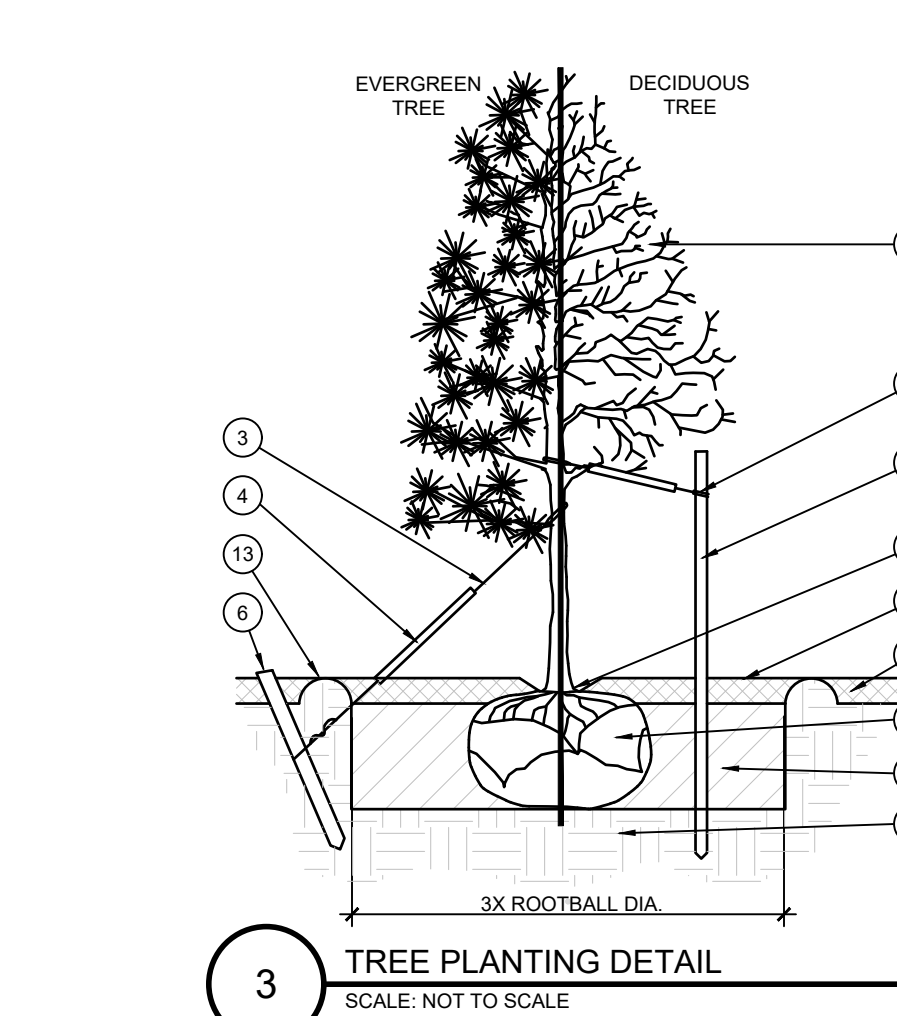 EVERGREEN
TREE
DECIDUOUS
TREE
3
4
13
6
3X ROOTBALL DIA.
3
TREE PLANTING DETAIL
SCALE: NOT TO SCALE